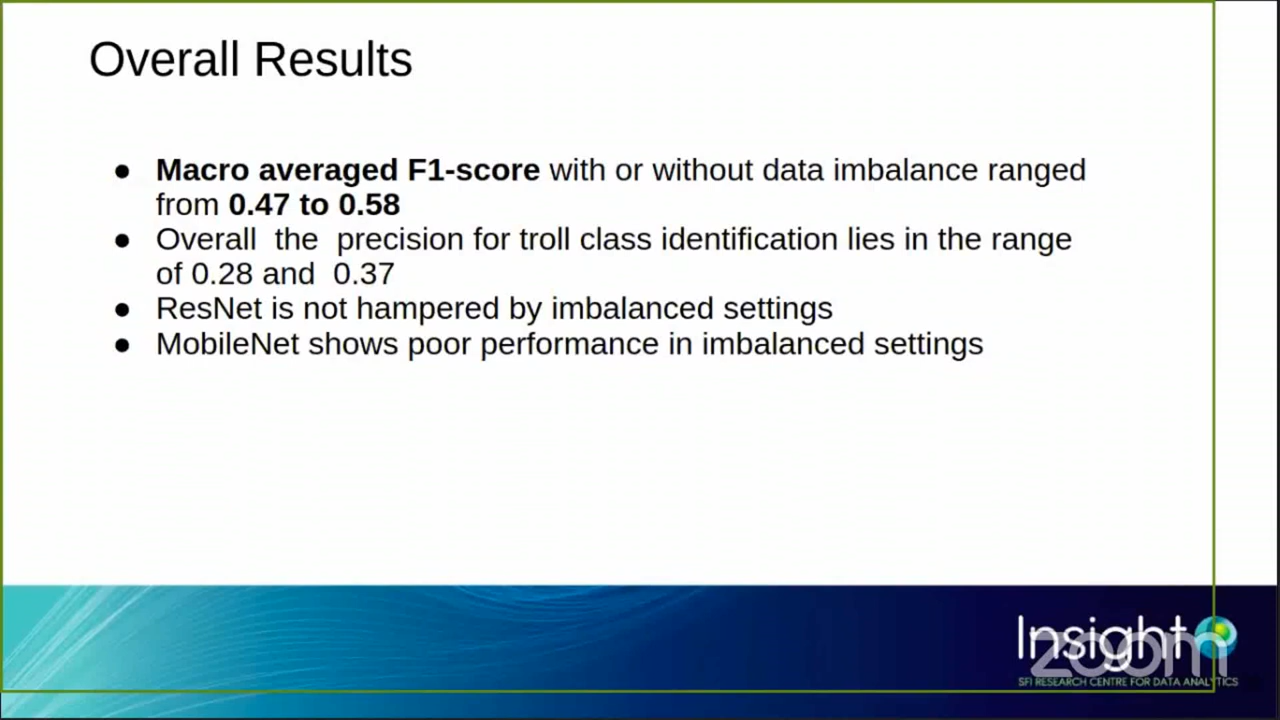 Overall Results
● Macro averaged F1-score with or without data imbalance ranged
from 0.47 to 0.58
● Overall the precision for troll class identification lies in the range
of 0.28 and 0.37
● ResNet is not hampered by imbalanced settings
● MobileNet shows poor performance in imbalanced settings
Insight
zoom
SFI RESEARCH CENTRE FOR DATA ANALYTICS